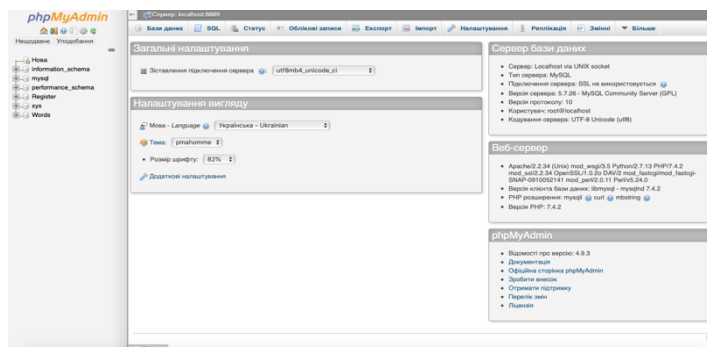 phpMyAdmin
Нещодавнє Уподобання
Нова
information_schema
mysql
performance_schema
Register
sys
Words
Сервер: localhost:8889
Бази даних SQL Статус Облікові записи Експорт Імпорт Налаштування Реплікація Змінні Більше
Загальні налаштування
Зіставлення підключення сервера utf8mb4_unicode_ci
Налаштування вигляду
Мова - Language Українська - Ukrainian
Тема: pmahomme
Розмір шрифту: 82%
Додаткові налаштування
Сервер бази даних
Сервер: Localhost via UNIX socket
Тип сервера: MySQL
Підключення сервера: SSL не використовується
Версія сервера: 5.7.26 - MySQL Community Server (GPL)
Версія протоколу: 10
Користувач: root@localhost
Кодування сервера: UTF-8 Unicode (utf8)
Веб-сервер
Apache/2.2.34 (Unix) mod_wsgi/3.5 Python/2.7.13 PHP/7.4.2
mod_ssl/2.2.34 OpenSSL/1.0.2o DAV/2 mod_fastcgi/mod_fastcgi-
SNAP-0910052141 mod_perl/2.0.11 Perl/v5.24.0
Версія клієнта бази даних: libmysql - mysqlnd 7.4.2
PHP розширення: mysqli curl mbstring
Версія PHP: 7.4.2
phpMyAdmin
Відомості про версію: 4.9.3
Документація
Офіційна сторінка phpMyAdmin
Зробити внесок
Отримати підтримку
Перелік змін
Ліцензія